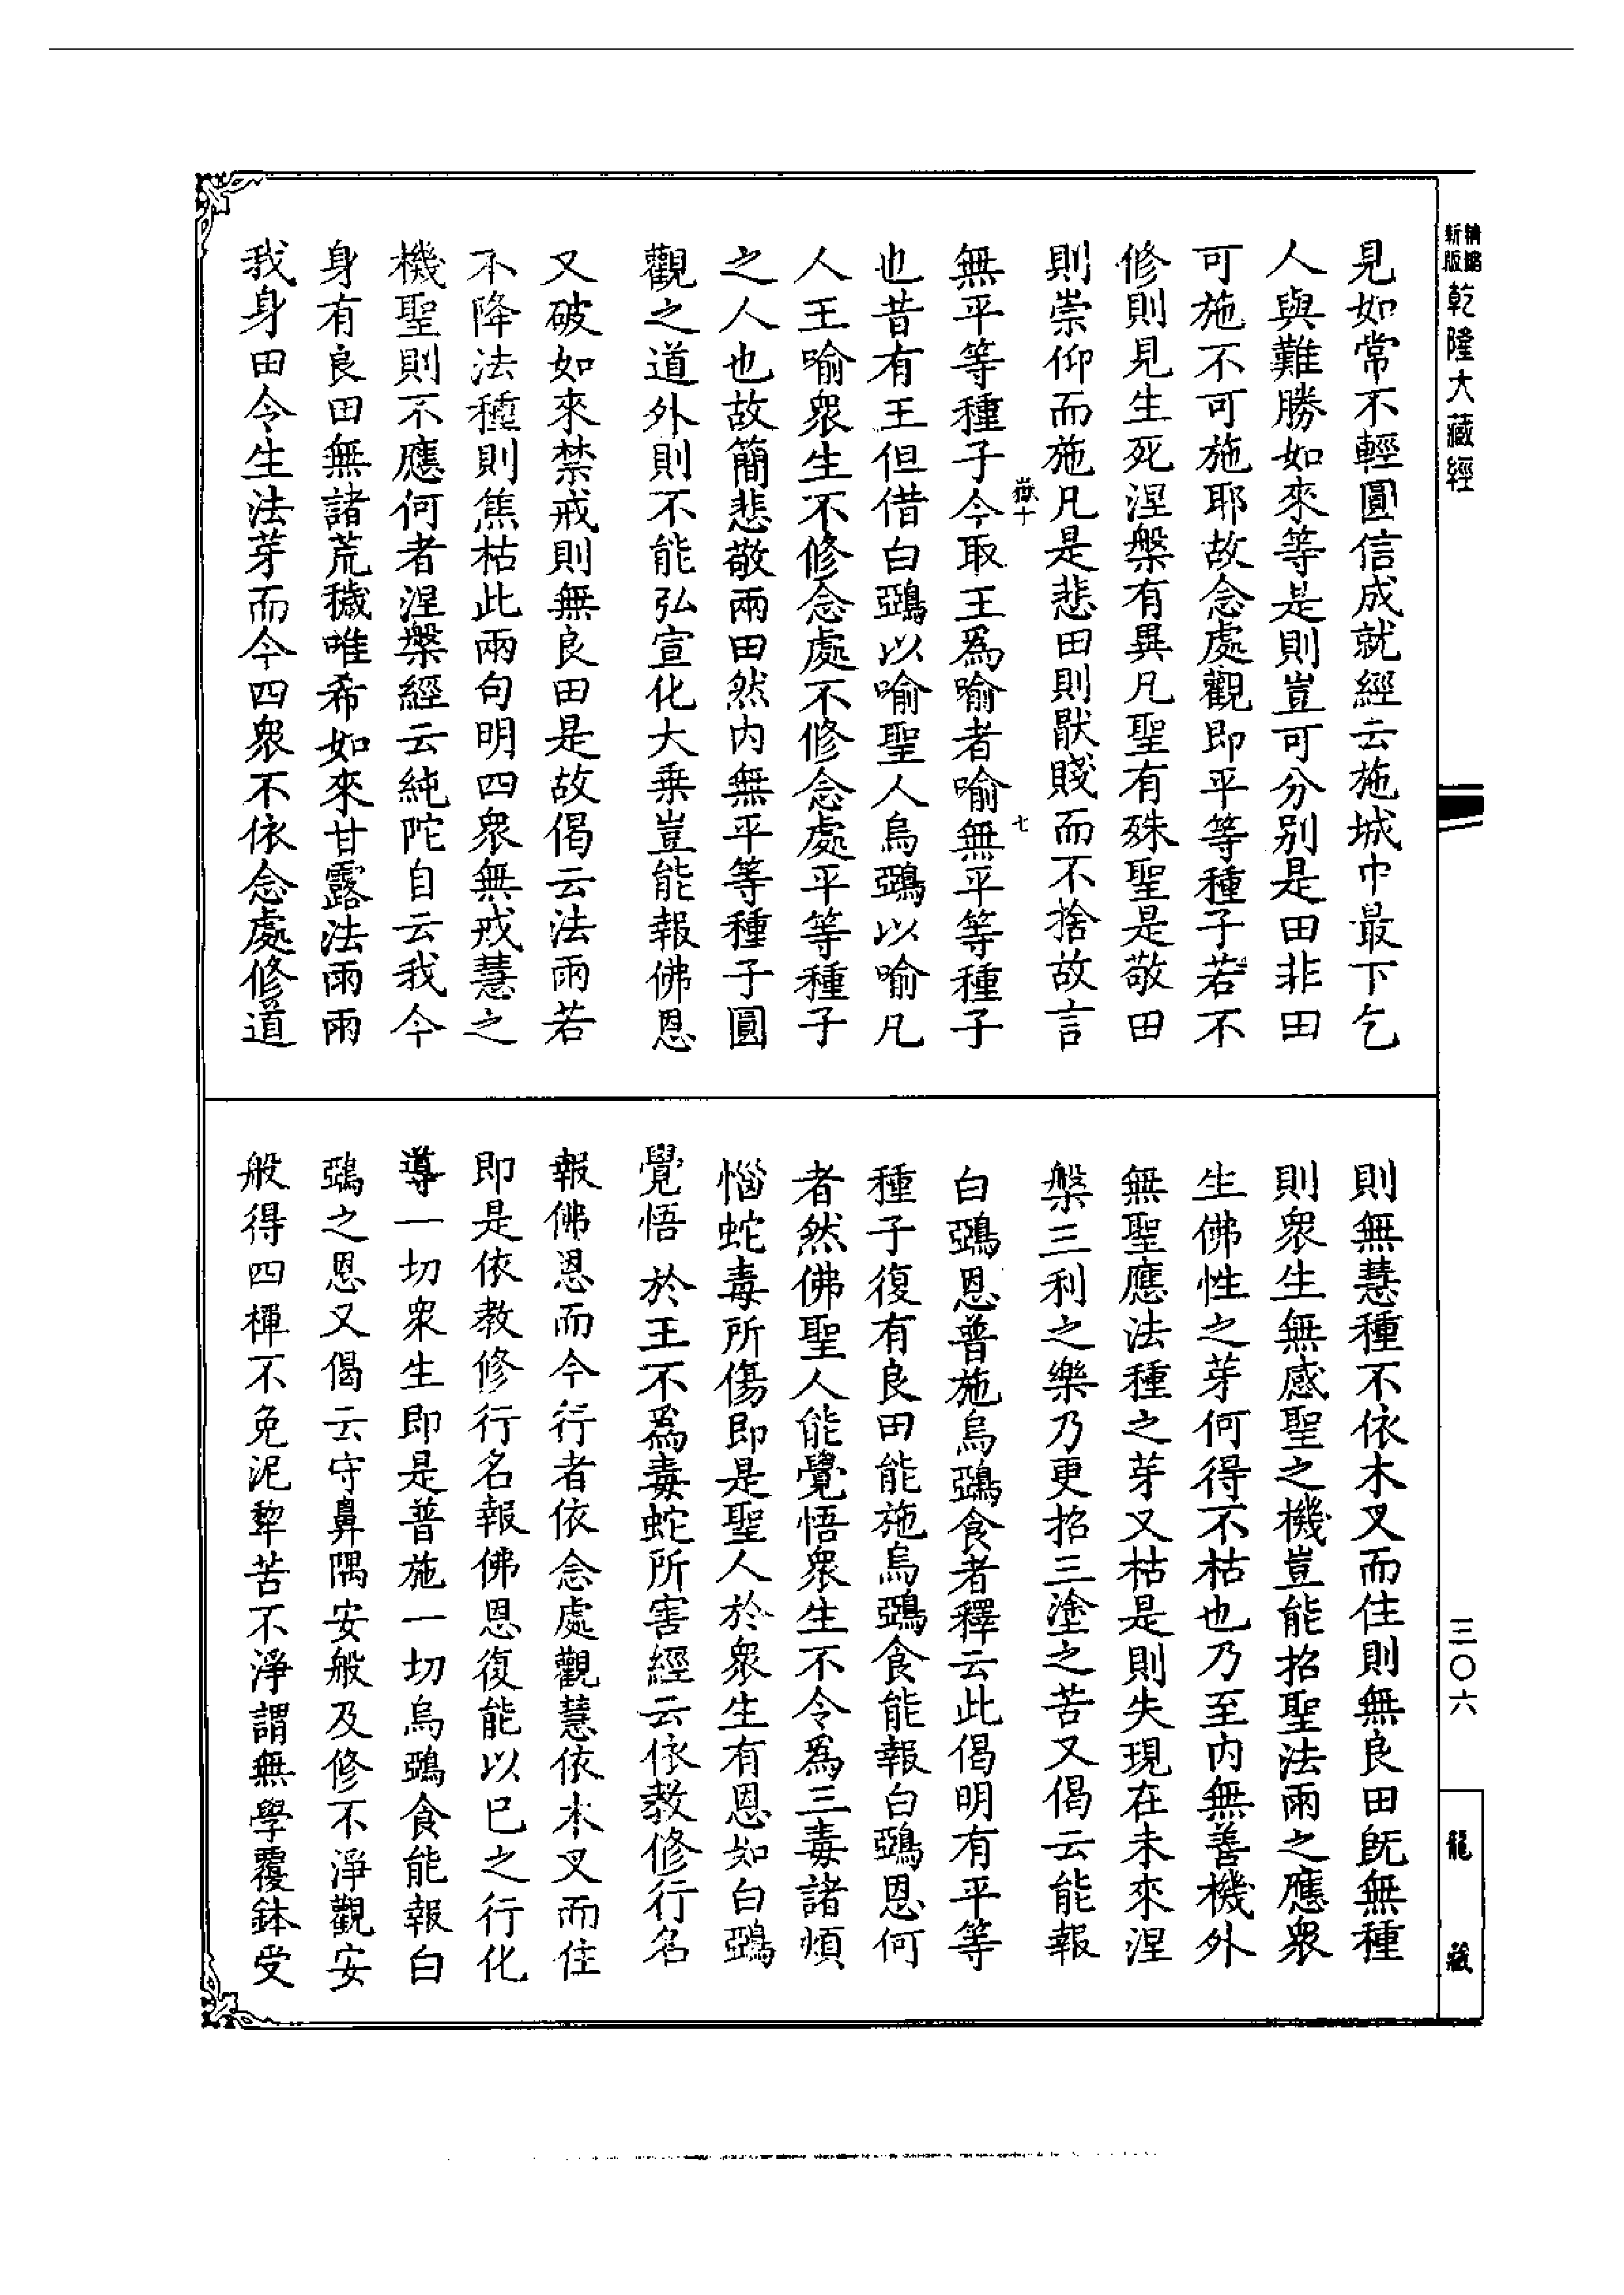 精縮
新版
乾隆大藏經
見如常不輕圓信成就經云施城中最下乞
人與難勝如來等是則豈可分別是田非田
可施不可施耶故念處觀即平等種子若不
修則見生死涅槃有異凡聖有殊聖是敬田
則崇仰而施凡是悲田則猒賤而不捨故言
嶽十
七
無平等種子今取王爲喻者喻無平等種子
也昔有王但借白鵶以喻聖人烏鵶以喻凡
人王喻衆生不修念處不修念處平等種子
之人也故簡悲敬兩田然内無平等種子圓
觀之道外則不能弘宣化大乗豈能報佛恩
又破如來禁戒則無良田是故偈云法雨若
不降法種則焦枯此兩句明四衆無戒慧之
機聖則不應何者涅槃經云純陀自云我今
身有良田無諸荒穢唯希如來甘露法雨雨
我身田令生法芽而今四衆不依念處修道
則無慧種不依木叉而住則無良田旣無種
則衆生無感聖之機豈能招聖法雨之應衆
生佛性之芽何得不枯也乃至内無善機外
無聖應法種之芽又枯是則失現在未來涅
槃三利之樂乃更招三塗之苦又偈云能報
白鵶恩普施烏鵶食者釋云此偈明有平等
種子復有良田能施烏鵶食能報白鵶恩何
者然佛聖人能覺悟衆生不令爲三毒諸煩
惱蛇毒所傷即是聖人於衆生有恩如白鵶
覺悟於王不爲毒蛇所害經云依教修行名
報佛恩而今行者依念處觀慧依木叉而住
即是依教修行名報佛恩復能以已之行化
導一切衆生即是普施一切烏鵶食能報白
鵶之恩又偈云守鼻隅安般及修不淨觀安
般得四禪不免泥犂苦不淨謂無學覆鉢受
三〇六
龍藏